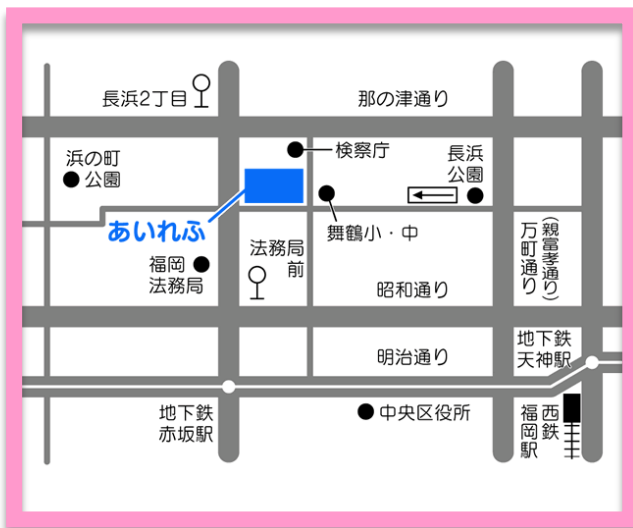 長浜2丁目
那の津通り
検察庁
浜の町
公園
長浜
公園
あいれふ
舞鶴小・中
福岡
法務局
法務局
前
万町通り
(親富孝通り)
昭和通り
地下鉄
天神駅
明治通り
地下鉄
赤坂駅
中央区役所
西鉄
福岡駅